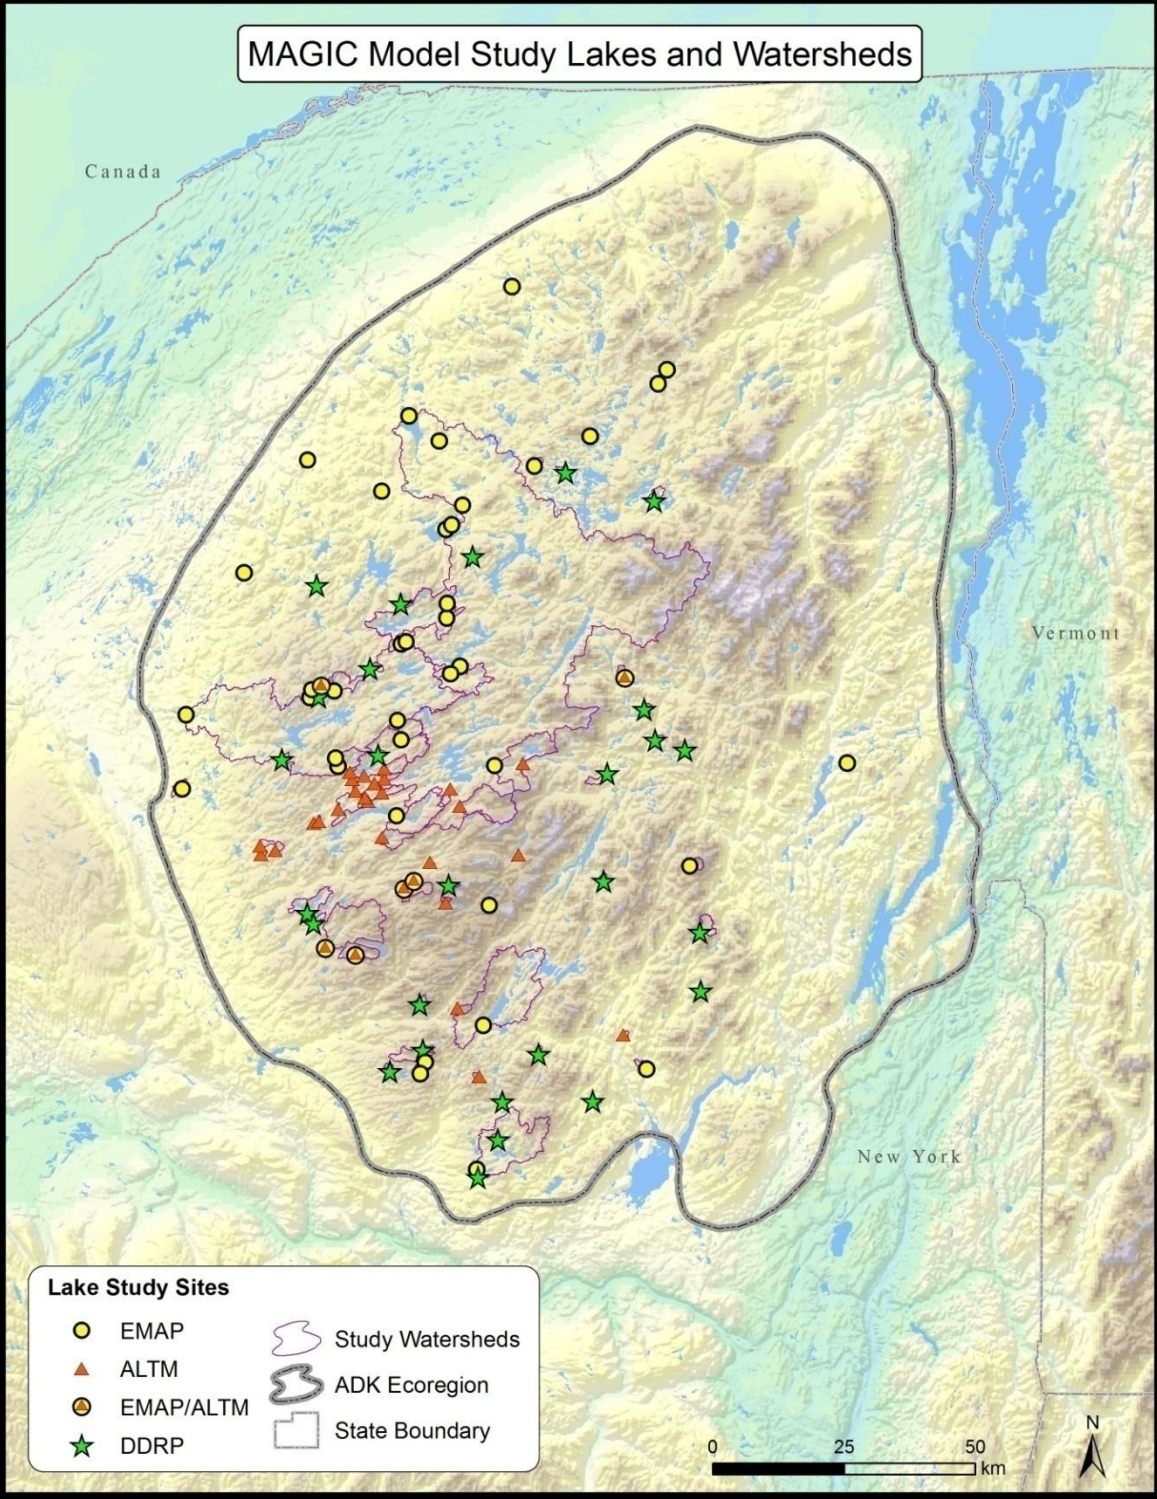 MAGIC Model Study Lakes and Watersheds
Canada
Vermont
New York
Lake Study Sites
EMAP
ALTM
EMAP/ALTM
DDRP
Study Watersheds
ADK Ecoregion
State Boundary
0 25 50
km
N